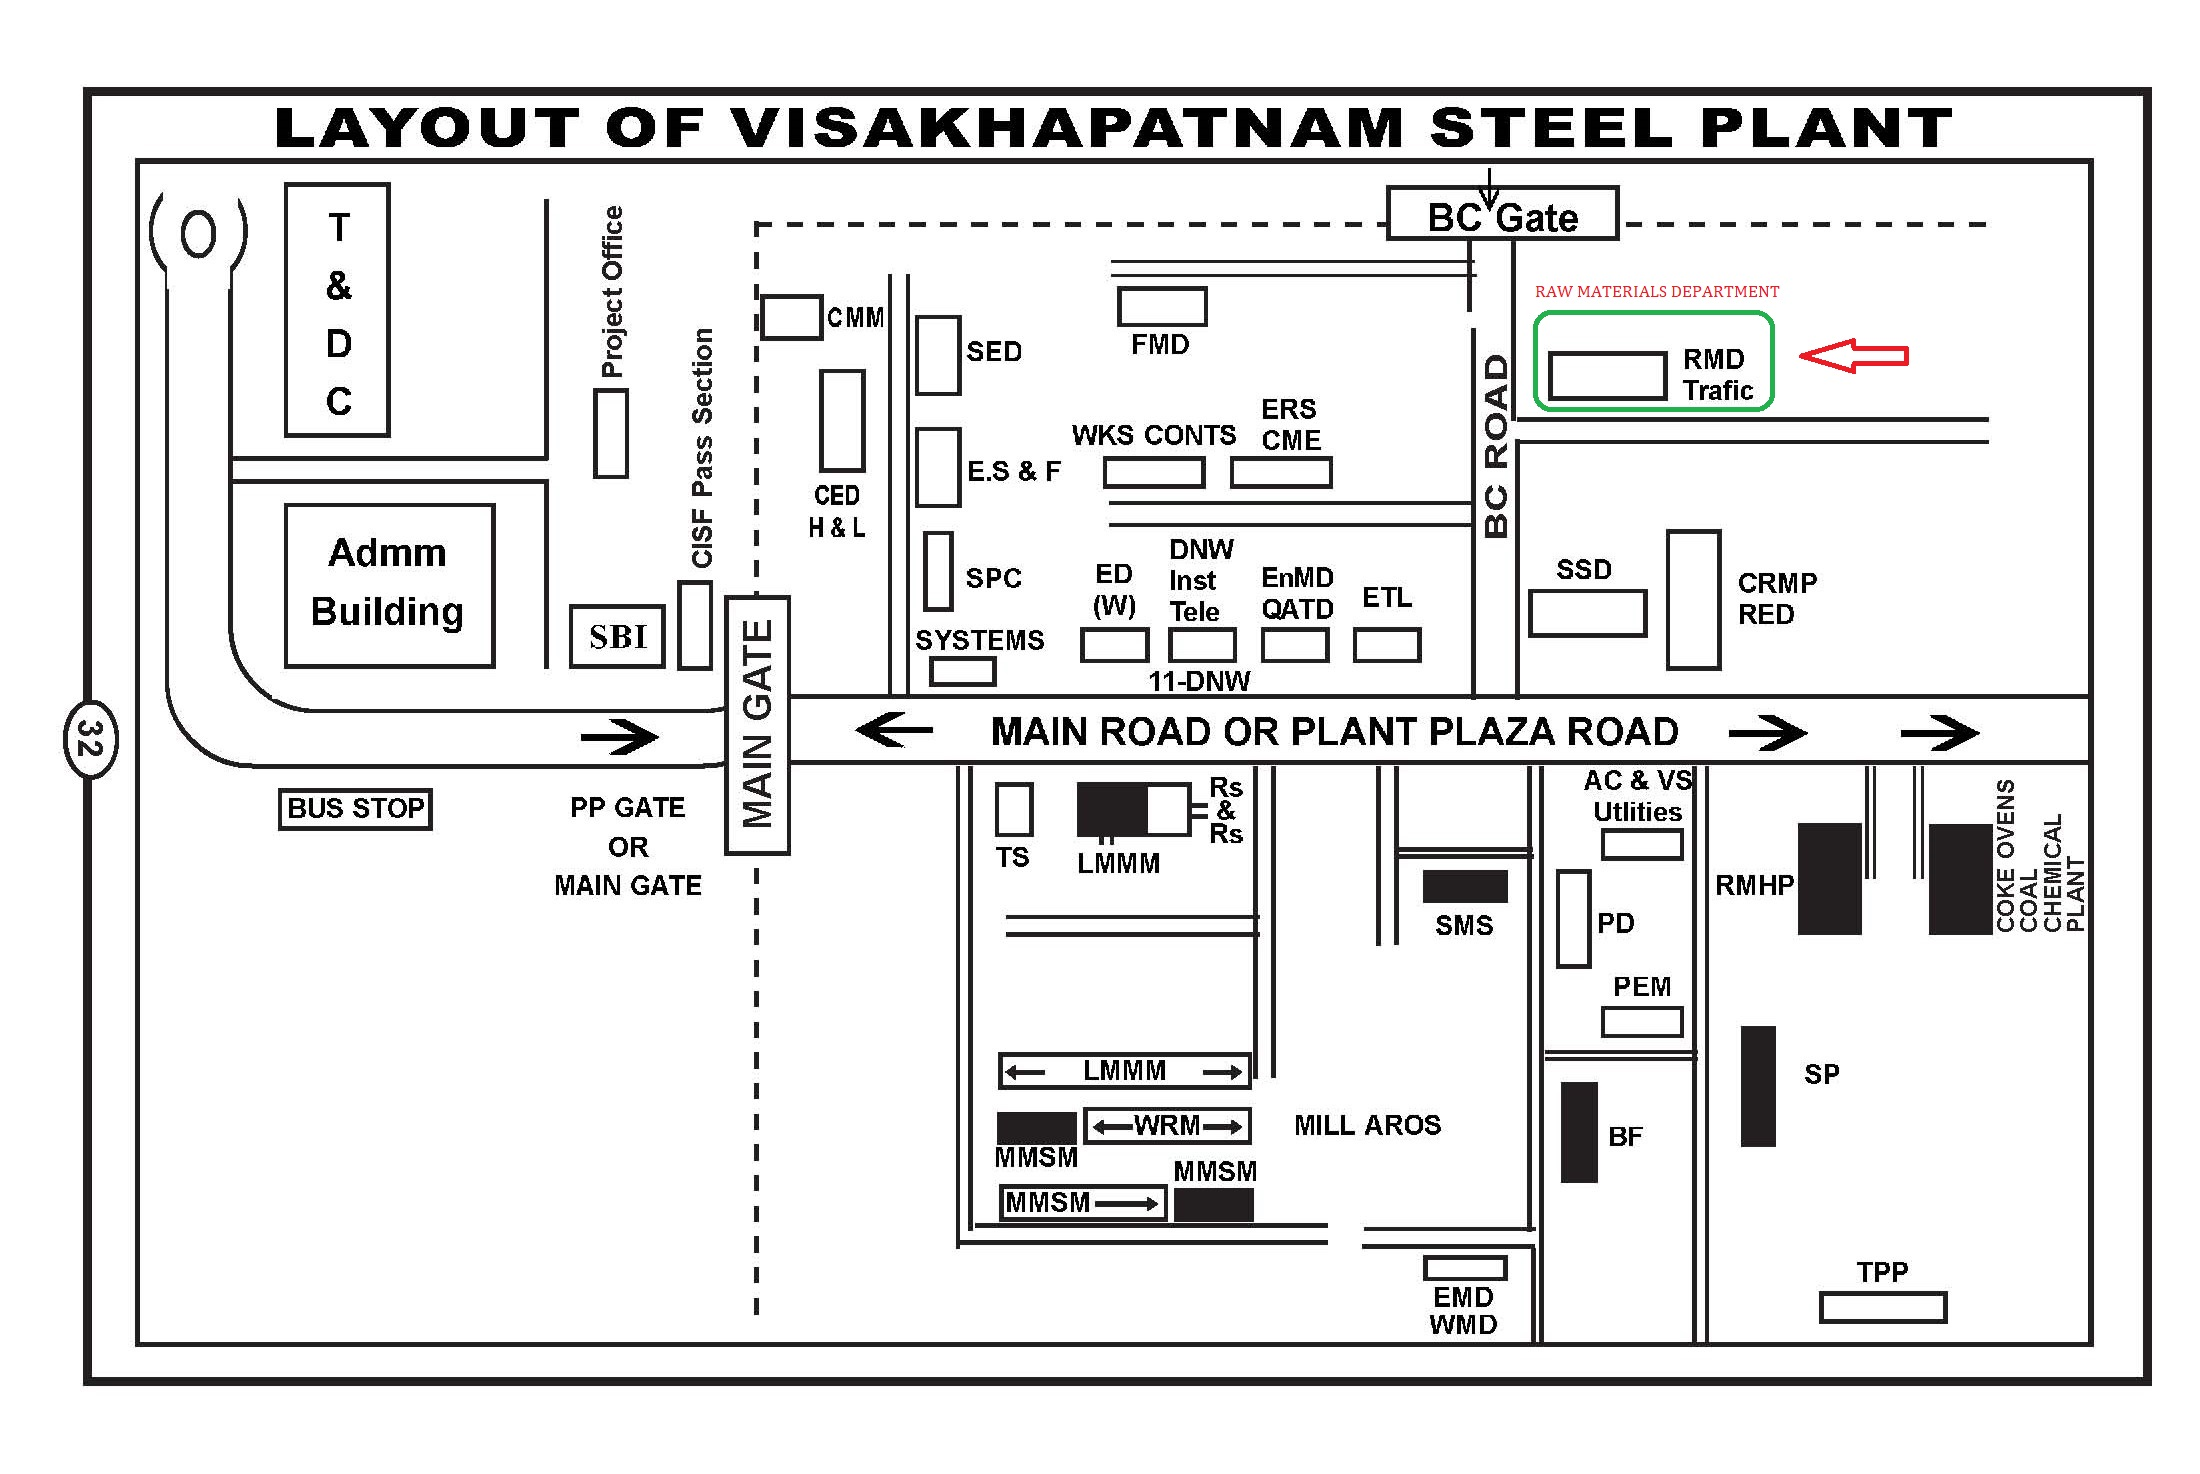 LAYOUT OF VISAKHAPATNAM STEEL PLANT
T
&
D
C
Project Office
CISF Pass Section
Admm
Building
SBI
BUS STOP
PP GATE
OR
MAIN GATE
MAIN GATE
32
CMM
CED
H & L
SED
E.S & F
SPC
SYSTEMS
FMD
WKS CONTS
ERS
CME
ED
(W)
DNW
Inst
Tele
11-DNW
EnMD
QATD
ETL
BC Gate
BC ROAD
RAW MATERIALS DEPARTMENT
RMD
Trafic
SSD
CRMP
RED
MAIN ROAD OR PLANT PLAZA ROAD
TS
LMMM
Rs
&
Rs
SMS
AC & VS
Utlities
PD
PEM
RMHP
COKE OVENS
COAL
CHEMICAL
PLANT
LMMM
WRM
MMSM
MMSM
MMSM
MILL AROS
BF
SP
EMD
WMD
TPP